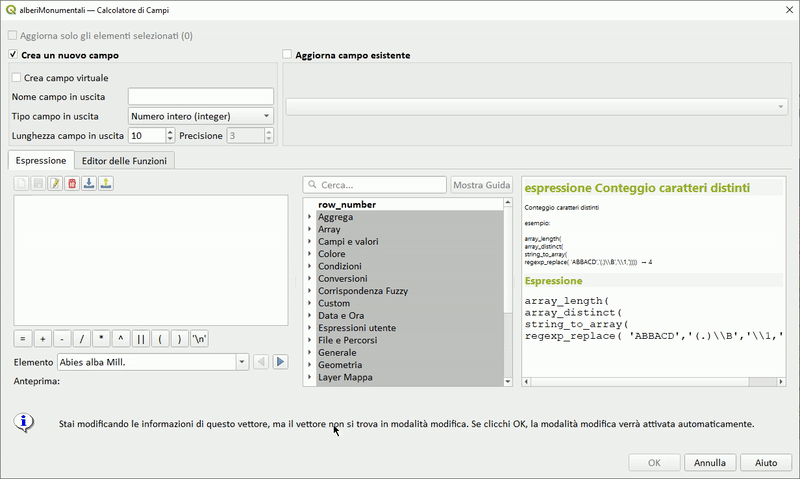 alberiMonumentali — Calcolatore di Campi
Aggiorna solo gli elementi selezionati (0)
Crea un nuovo campo
Aggiorna campo esistente
Crea campo virtuale
Nome campo in uscita
Tipo campo in uscita Numero intero (integer)
Lunghezza campo in uscita 10 Precisione 3
Espressione Editor delle Funzioni
Cerca... Mostra Guida
row_number
Aggrega
Array
Campi e valori
Colore
Condizioni
Conversioni
Corrispondenza Fuzzy
Custom
Data e Ora
Espressioni utente
File e Percorsi
Generale
Geometria
Layer Mappa
espressione Conteggio caratteri distinti
Conteggio caratteri distinti
esempio:
array_length(
array_distinct(
string_to_array(
regexp_replace( 'ABBACD','(.)\\B','\\1,')))) → 4
Espressione
array_length(
array_distinct(
string_to_array(
regexp_replace( 'ABBACD','(.)\\B','\\1,'
= + - / * ^ || ( ) '\n'
Elemento Abies alba Mill.
Anteprima:
Stai modificando le informazioni di questo vettore, ma il vettore non si trova in modalità modifica. Se clicchi OK, la modalità modifica verrà attivata automaticamente.
OK Annulla Aiuto